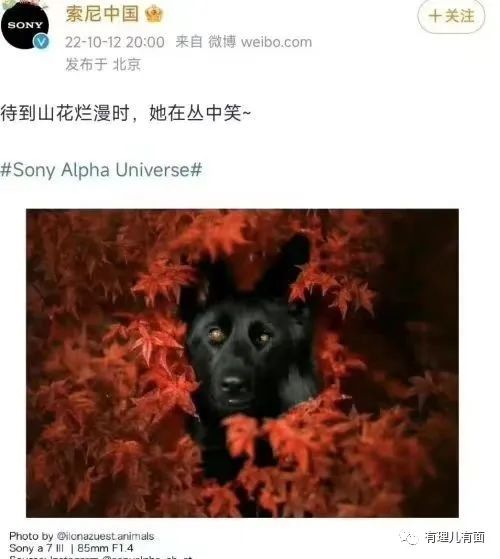 SONY
索尼中国
+关注
22-10-12 20:00 来自 微博 weibo.com
发布于 北京
待到山花烂漫时，她在丛中笑~
#Sony Alpha Universe#
Photo by @ilonazuest.animals
Sony a 7 III | 85mm F1.4
有理儿有面